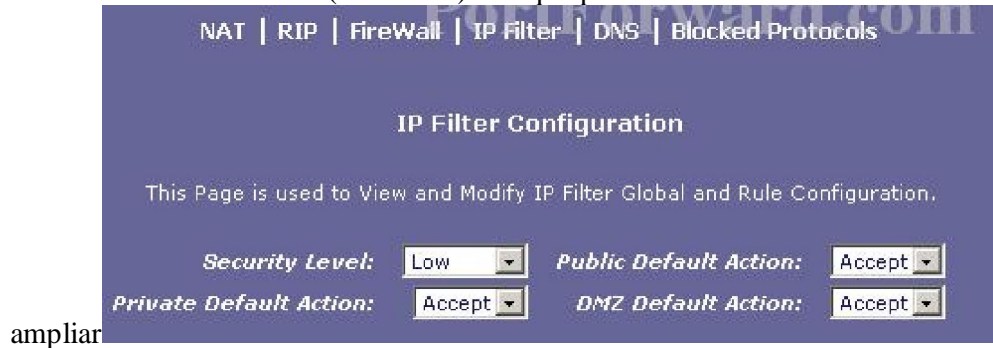 PortForward.com
NAT | RIP | FireWall | IP Filter | DNS | Blocked Protocols
IP Filter Configuration
This Page is used to View and Modify IP Filter Global and Rule Configuration.
Security Level: Low Public Default Action: Accept
Private Default Action: Accept DMZ Default Action: Accept
ampliar